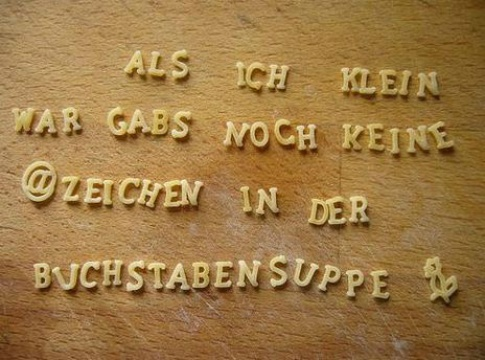 ALS ICH KLEIN
WAR GABS NOCH KEINE
@ZEICHEN IN DER
BUCHSTABENSUPPE